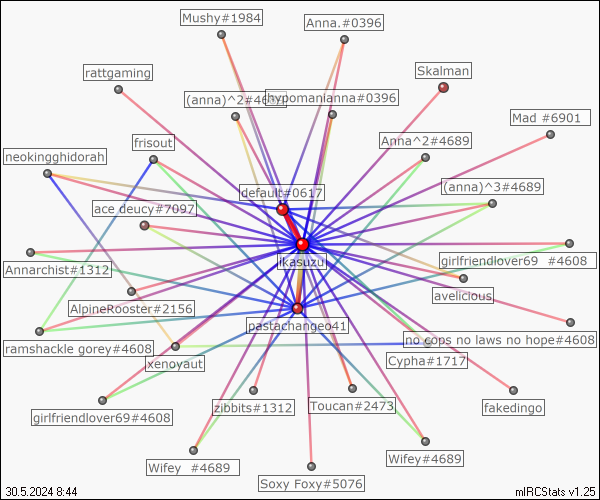 Mushy#1984
Anna.#0396
rattgaming
Skalman
(anna)^2#4689
hypomanianna#0396
Mad #6901
frisout
Anna^2#4689
neokingghidorah
default#0617
(anna)^3#4689
ace deucy#7097
ikasuzu
girlfriendlover69 #4608
Annarchist#1312
avelicious
AlpineRooster#2156
pastachangeo41
no cops no laws no hope#4608
ramshackle gorey#4608
Cypha#1717
xenoyaut
zibbits#1312
Toucan#2473
fakedingo
girlfriendlover69#4608
Wifey #4689
Wifey#4689
Soxy Foxy#5076
30.5.2024 8:44
mIRCStats v1.25